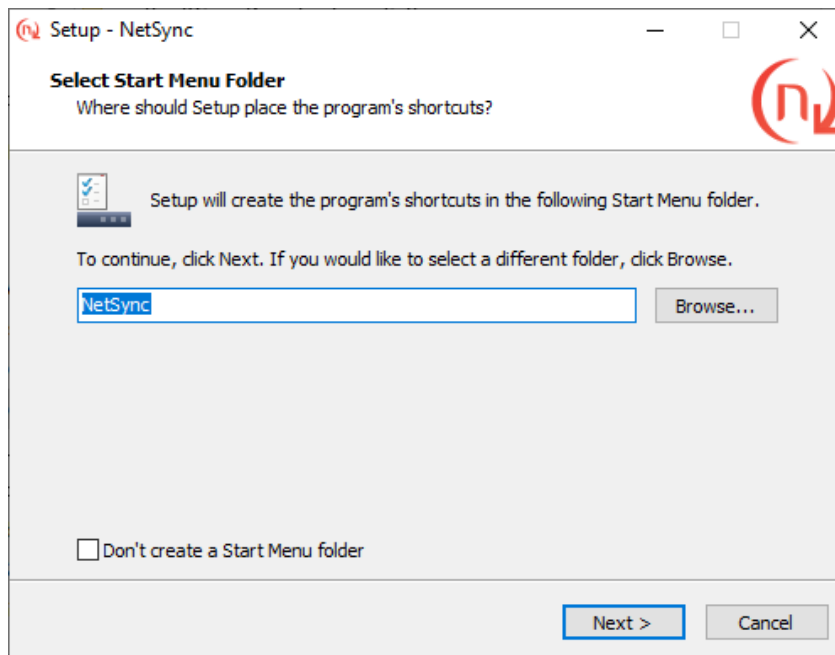 Setup - NetSync
Select Start Menu Folder
Where should Setup place the program's shortcuts?
Setup will create the program's shortcuts in the following Start Menu folder.
To continue, click Next. If you would like to select a different folder, click Browse.
NetSync
Browse...
Don't create a Start Menu folder
Next >
Cancel